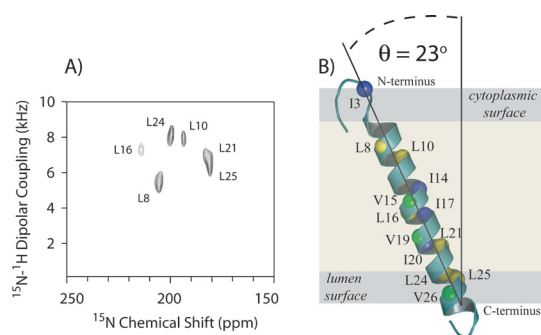 A)
¹⁵N-¹H Dipolar Coupling (kHz)
10
8
6
4
2
L24
L10
L16
L21
L25
L8
250
200
150
¹⁵N Chemical Shift (ppm)
B)
θ = 23°
N-terminus
I3
cytoplasmic
surface
L8
L10
I14
V15
I17
L16
V19
L21
I20
L24
L25
lumen
surface
V26
C-terminus